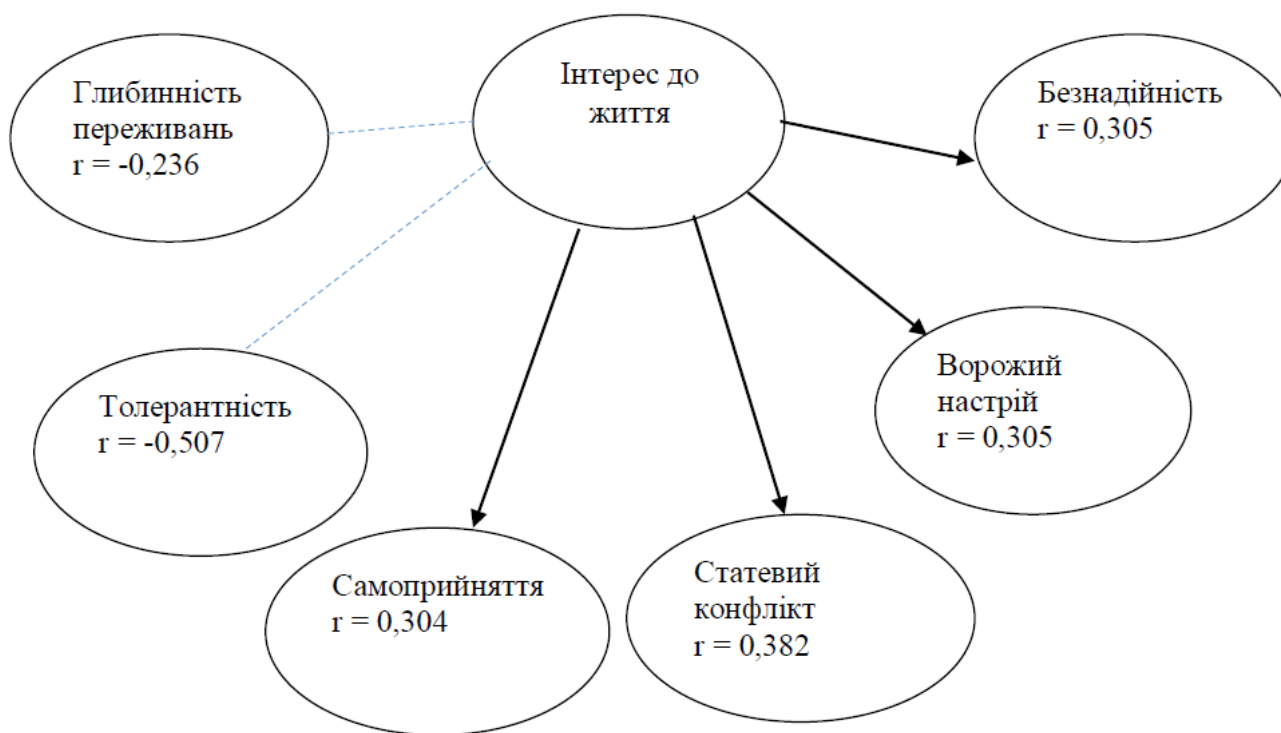 Інтерес до
життя
Глибинність
переживань
r = -0,236
Безнадійність
r = 0,305
Толерантність
r = -0,507
Ворожий
настрій
r = 0,305
Самоприйняття
r = 0,304
Статевий
конфлікт
r = 0,382